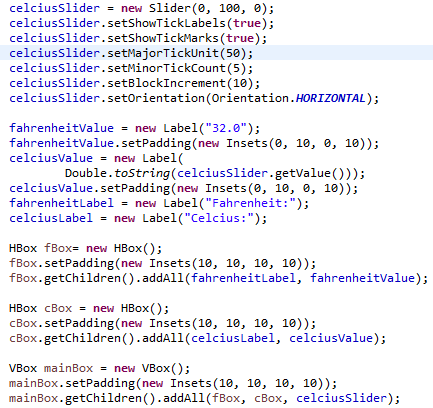 celciusSlider = new Slider(0, 100, 0);
celciusSlider.setShowTickLabels(true);
celciusSlider.setShowTickMarks(true);
celciusSlider.setMajorTickUnit(50);
celciusSlider.setMinorTickCount(5);
celciusSlider.setBlockIncrement(10);
celciusSlider.setOrientation(Orientation.HORIZONTAL);
fahrenheitValue = new Label("32.0");
fahrenheitValue.setPadding(new Insets(0, 10, 0, 10));
celciusValue = new Label(
Double.toString(celciusSlider.getValue()));
celciusValue.setPadding(new Insets(0, 10, 0, 10));
fahrenheitLabel = new Label("Fahrenheit:");
celciusLabel = new Label("Celcius:");
HBox fBox= new HBox();
fBox.setPadding(new Insets(10, 10, 10, 10));
fBox.getChildren().addAll(fahrenheitLabel, fahrenheitValue);
HBox cBox = new HBox();
cBox.setPadding(new Insets(10, 10, 10, 10));
cBox.getChildren().addAll(celciusLabel, celciusValue);
VBox mainBox = new VBox();
mainBox.setPadding(new Insets(10, 10, 10, 10));
mainBox.getChildren().addAll(fBox, cBox, celciusSlider);